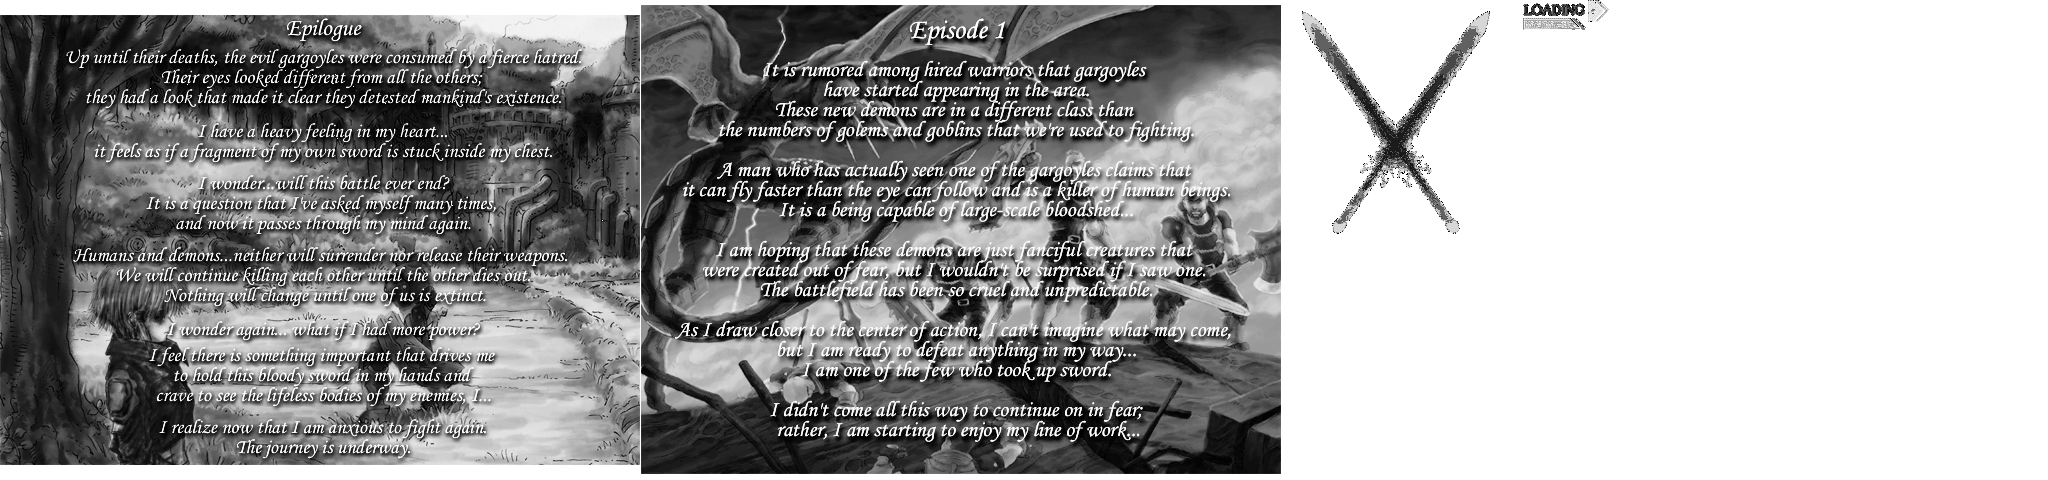 Epilogue
Up until their deaths, the evil gargoyles were consumed by a fierce hatred.
Their eyes looked different from all the others;
they had a look that made it clear they detested mankind's existence.
I have a heavy feeling in my heart...
it feels as if a fragment of my own sword is stuck inside my chest.
I wonder...will this battle ever end?
It is a question that I've asked myself many times,
and now it passes through my mind again.
Humans and demons...neither will surrender nor release their weapons.
We will continue killing each other until the other dies out.
Nothing will change until one of us is extinct.
I wonder again... what if I had more power?
I feel there is something important that drives me
to hold this bloody sword in my hands and
crave to see the lifeless bodies of my enemies, I...
I realize now that I am anxious to fight again.
The journey is underway.
Episode 1
It is rumored among hired warriors that gargoyles
have started appearing in the area.
These new demons are in a different class than
the numbers of golems and goblins that we're used to fighting.
A man who has actually seen one of the gargoyles claims that
it can fly faster than the eye can follow and is a killer of human beings.
It is a being capable of large-scale bloodshed...
I am hoping that these demons are just fanciful creatures that
were created out of fear, but I wouldn't be surprised if I saw one.
The battlefield has been so cruel and unpredictable.
As I draw closer to the center of action, I can't imagine what may come,
but I am ready to defeat anything in my way...
I am one of the few who took up sword.
I didn't come all this way to continue on in fear;
rather, I am starting to enjoy my line of work...
LOADING